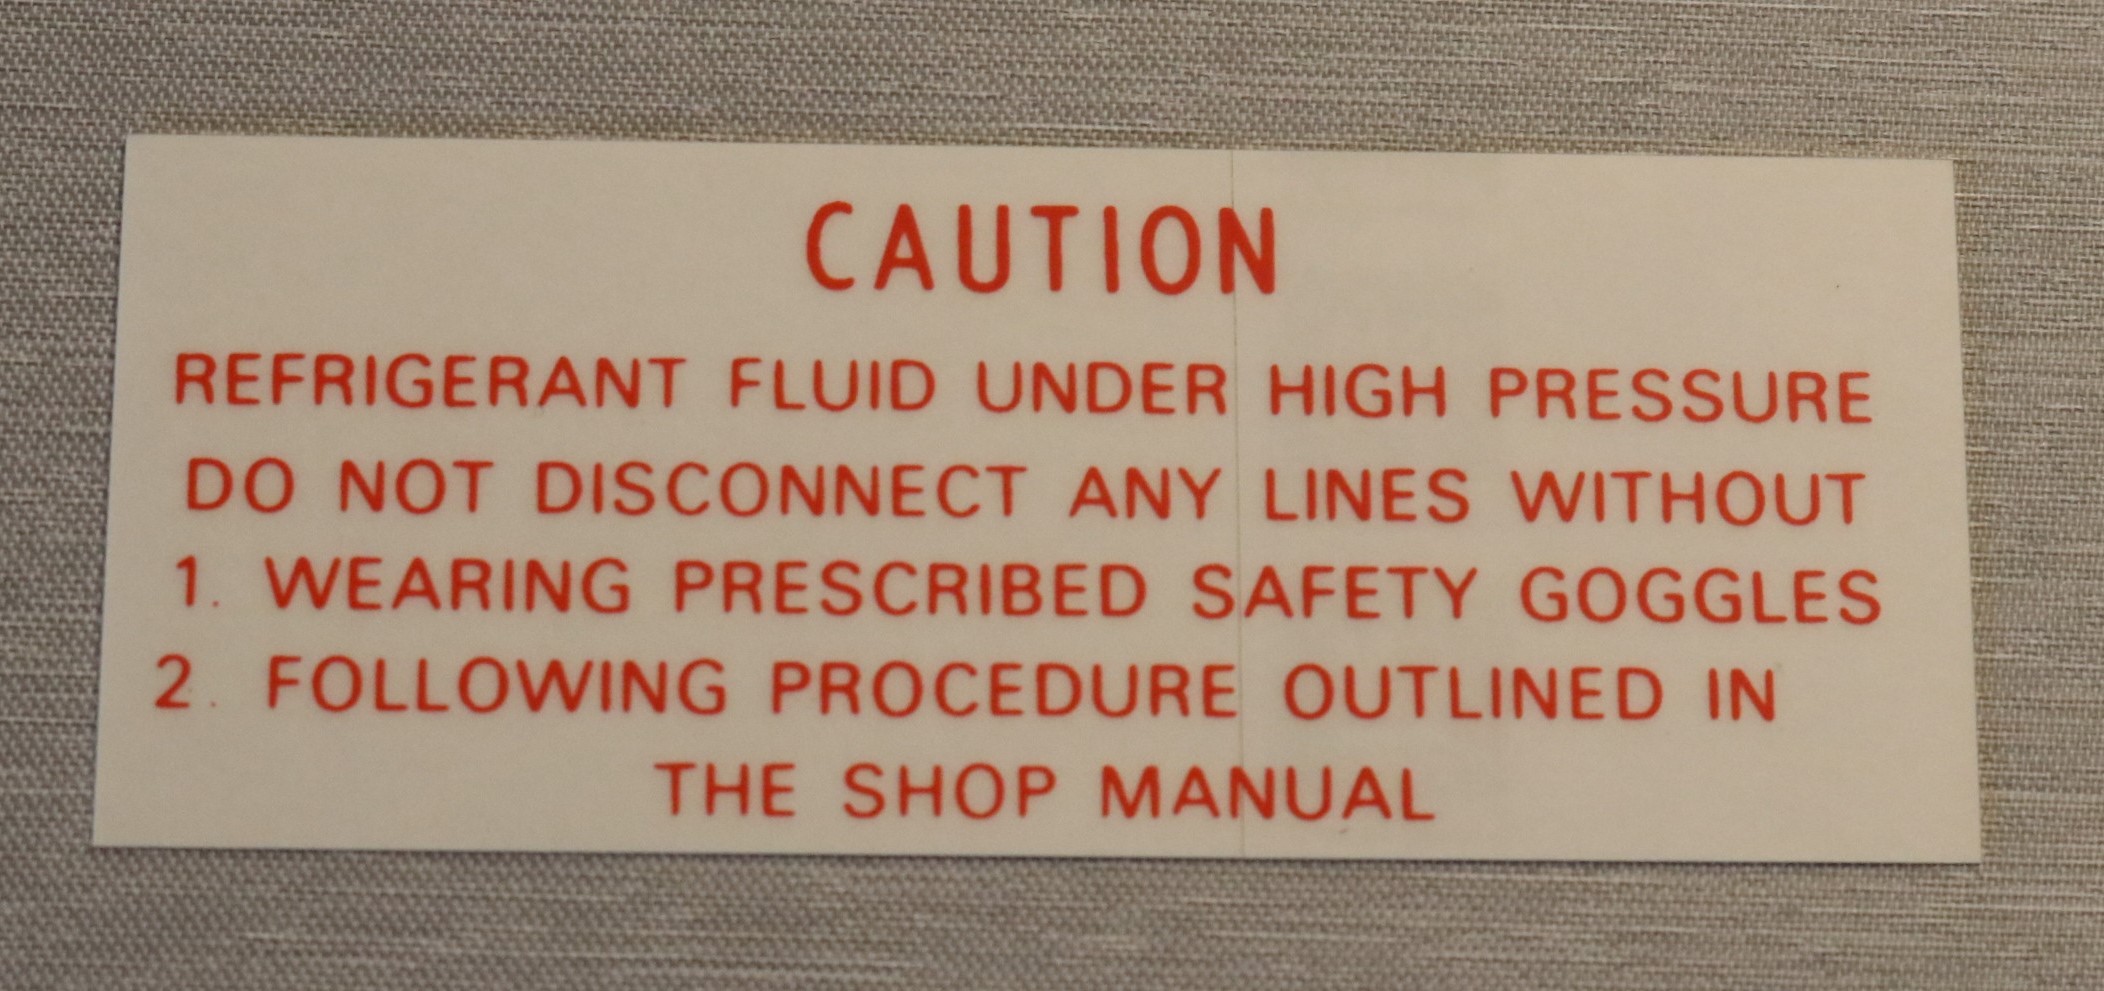 CAUTION
REFRIGERANT FLUID UNDER HIGH PRESSURE
DO NOT DISCONNECT ANY LINES WITHOUT
1. WEARING PRESCRIBED SAFETY GOGGLES
2. FOLLOWING PROCEDURE OUTLINED IN
THE SHOP MANUAL